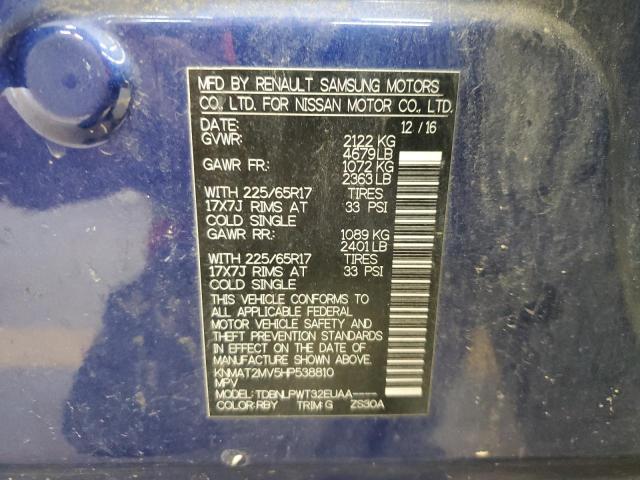 MFD BY RENAULT SAMSUNG MOTORS
CO., LTD. FOR NISSAN MOTOR CO., LTD.
DATE: 12 / 16
GVWR: 2122 KG
4679 LB
GAWR FR: 1072 KG
2363 LB
WITH 225/65R17 TIRES
17X7J RIMS AT 33 PSI
COLD SINGLE
GAWR RR: 1089 KG
2401 LB
WITH 225/65R17 TIRES
17X7J RIMS AT 33 PSI
COLD SINGLE
THIS VEHICLE CONFORMS TO
ALL APPLICABLE FEDERAL
MOTOR VEHICLE SAFETY AND
THEFT PREVENTION STANDARDS
IN EFFECT ON THE DATE OF
MANUFACTURE SHOWN ABOVE.
KNMAT2MV5HP538810
MPV
MODEL: TDBNLPWT32EUAA----
COLOR: RBY TRIM: G ZS30A